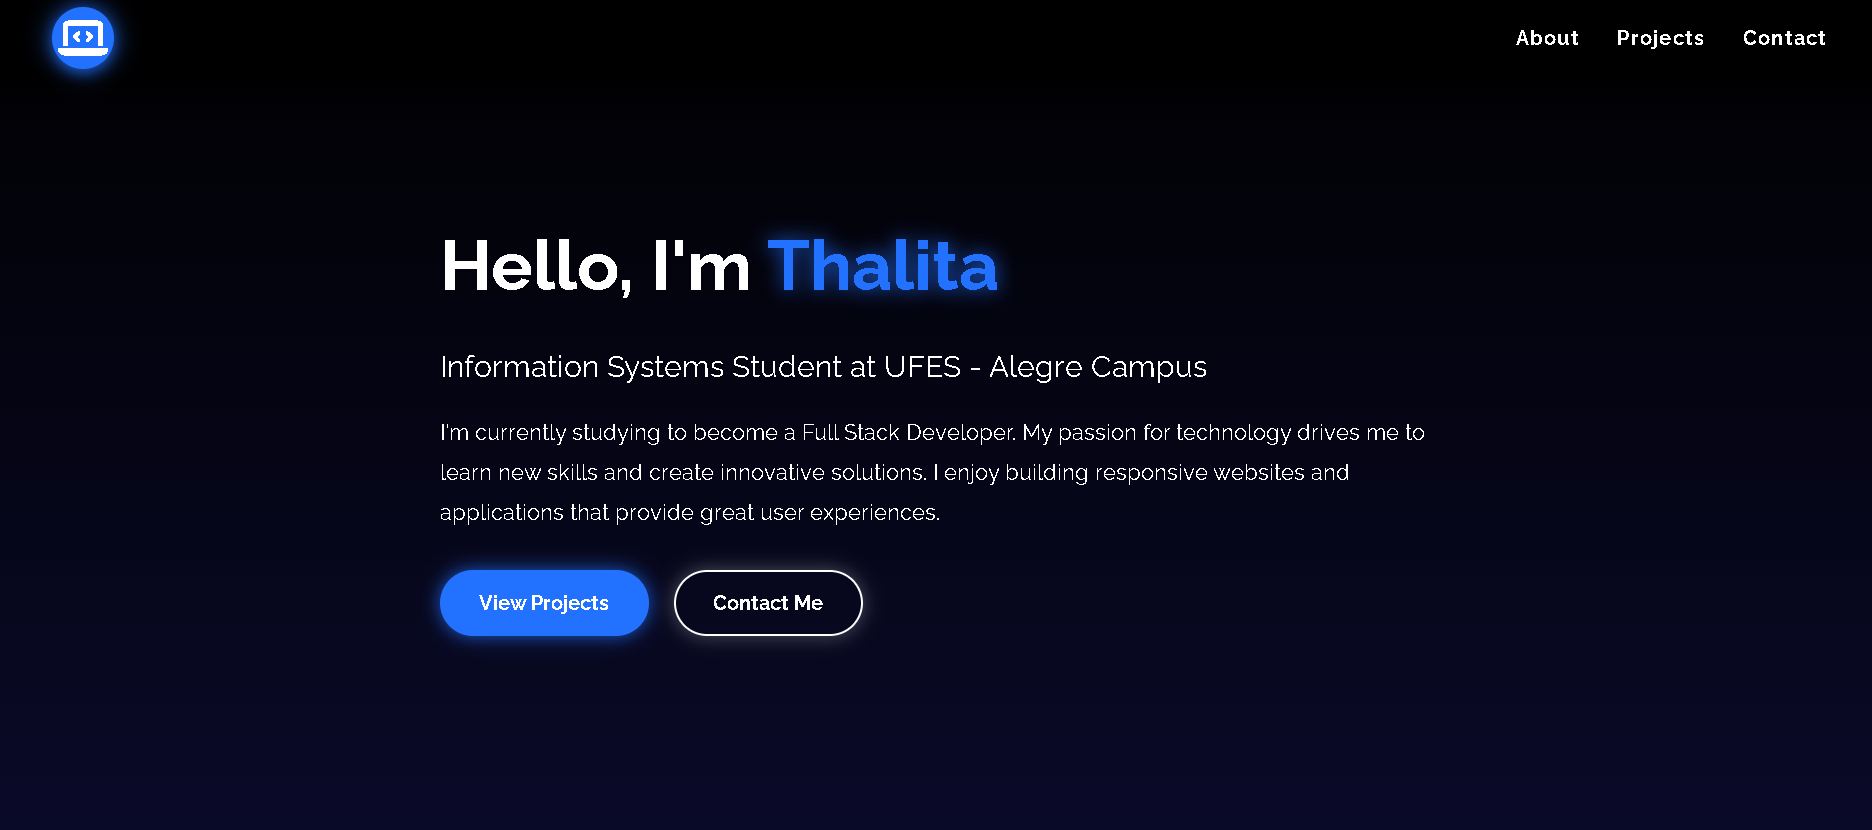 About
Projects
Contact
Hello, I'm Thalita
Information Systems Student at UFES - Alegre Campus
I'm currently studying to become a Full Stack Developer. My passion for technology drives me to
learn new skills and create innovative solutions. I enjoy building responsive websites and
applications that provide great user experiences.
View Projects
Contact Me